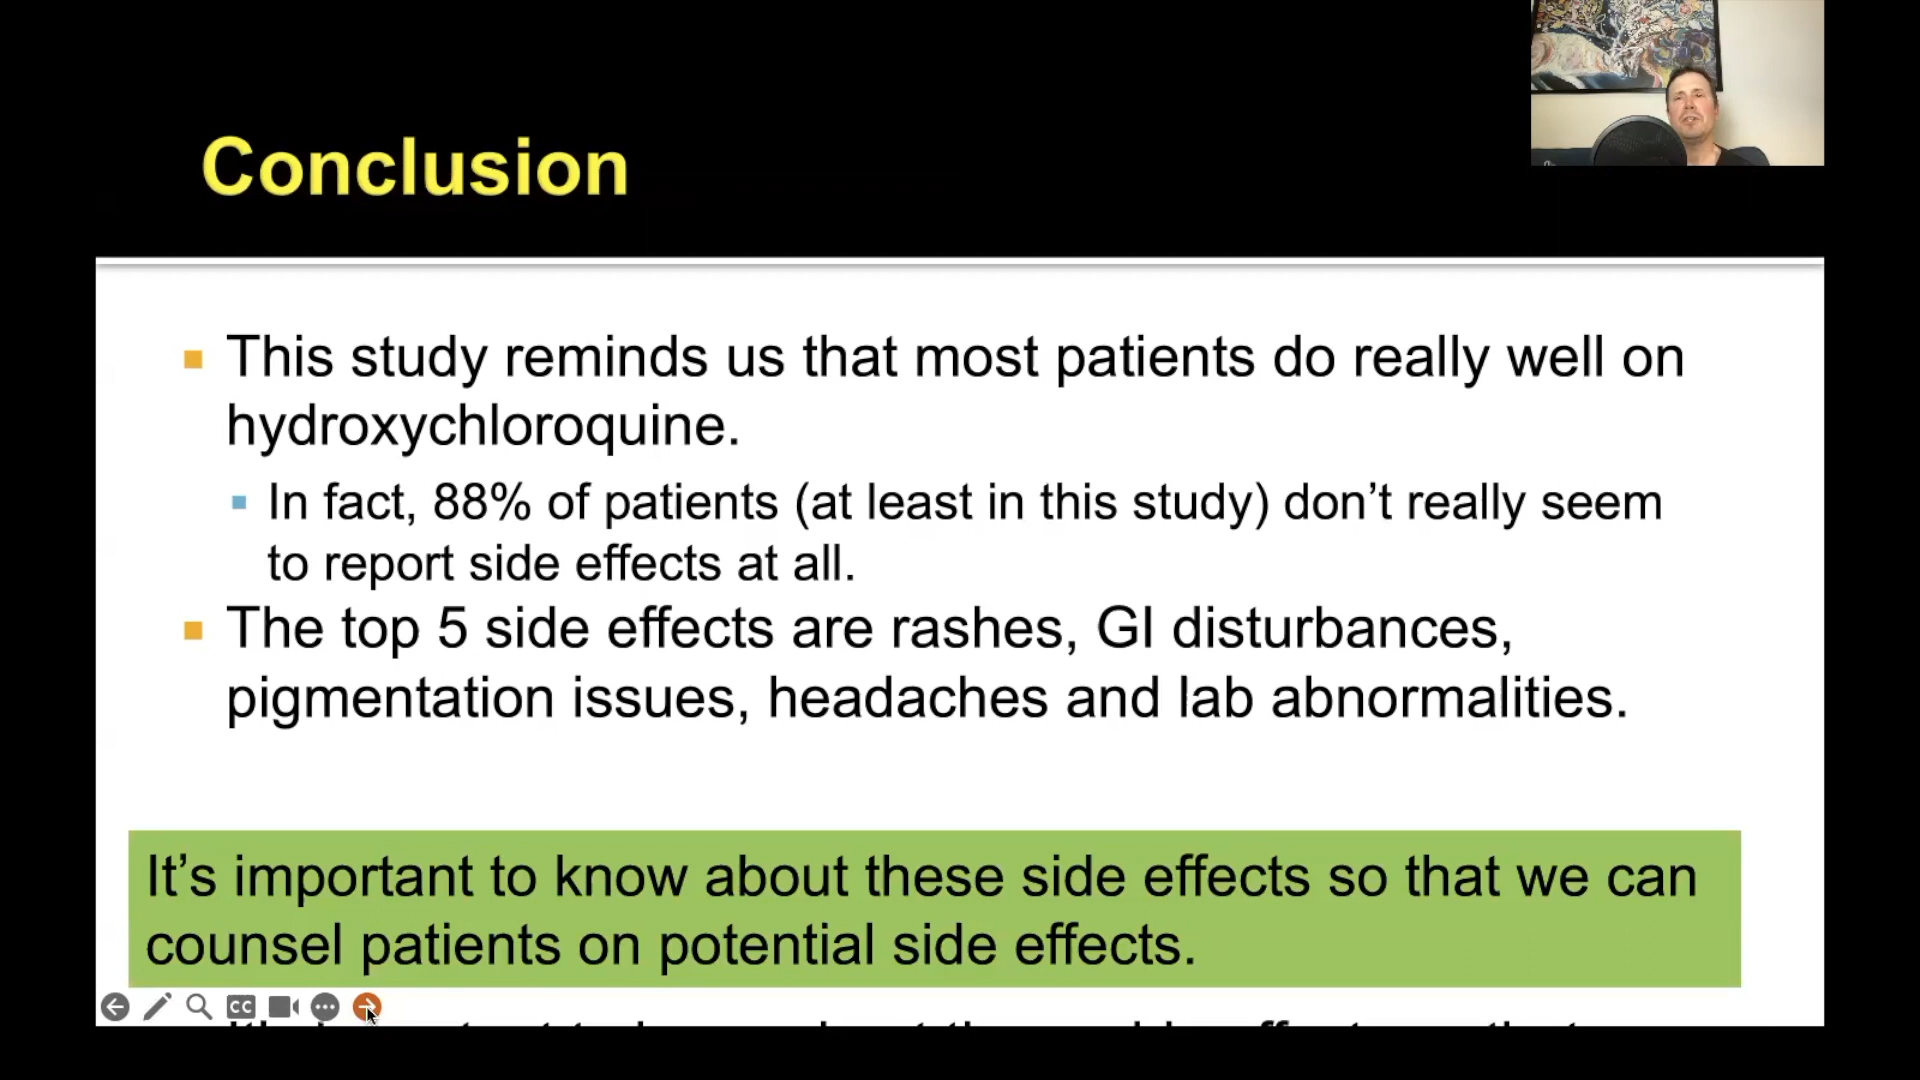 Conclusion
This study reminds us that most patients do really well on
hydroxychloroquine.
In fact, 88% of patients (at least in this study) don’t really seem
to report side effects at all.
The top 5 side effects are rashes, GI disturbances,
pigmentation issues, headaches and lab abnormalities.
It’s important to know about these side effects so that we can
counsel patients on potential side effects.
CC